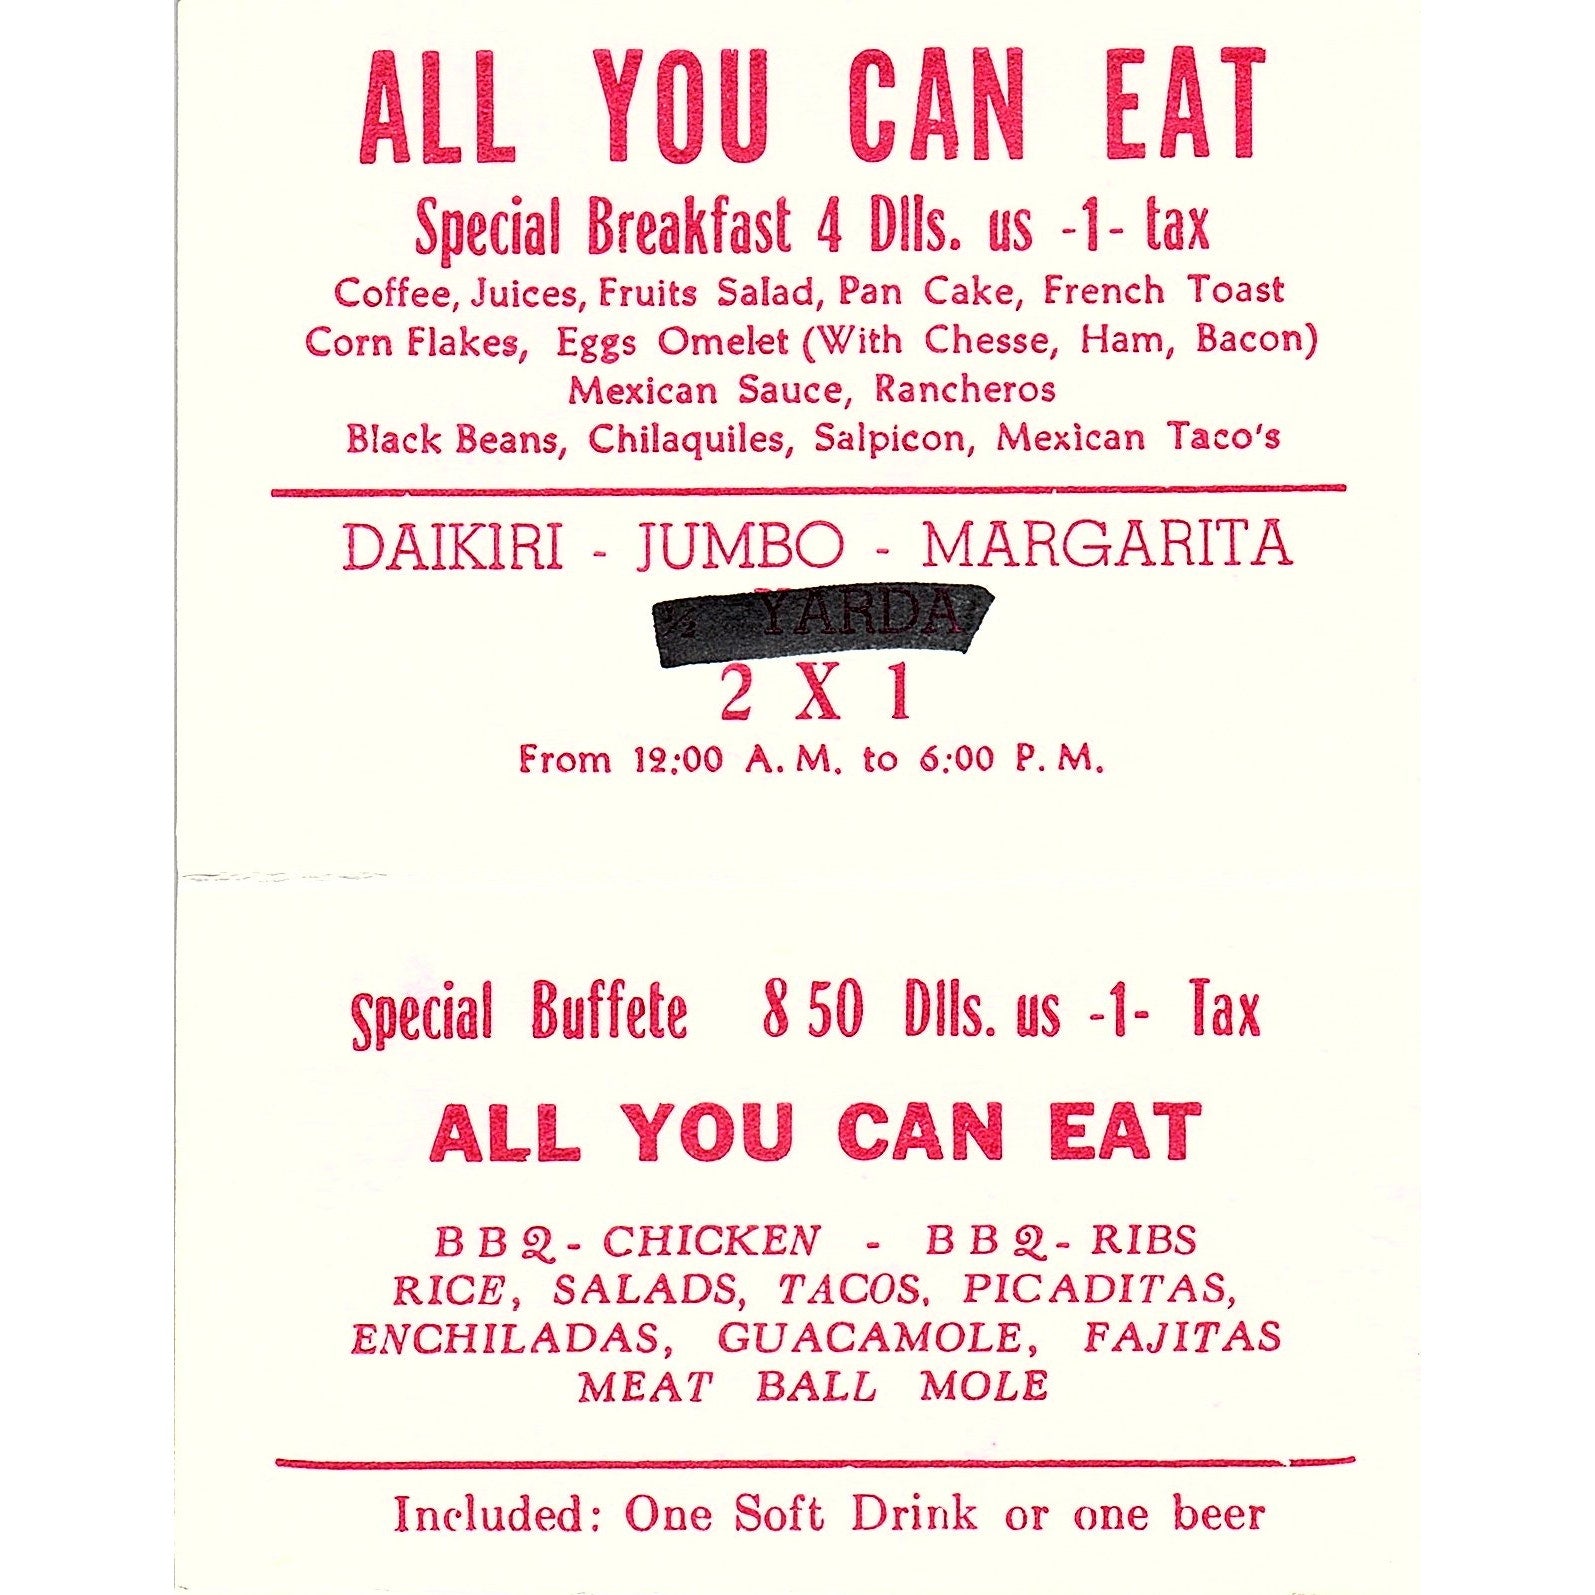 ALL YOU CAN EAT
Special Breakfast 4 Dlls. us -1- tax
Coffee, Juices, Fruits Salad, Pan Cake, French Toast
Corn Flakes, Eggs Omelet (With Chesse, Ham, Bacon)
Mexican Sauce, Rancheros
Black Beans, Chilaquiles, Salpicon, Mexican Taco's
DAIKIRI - JUMBO - MARGARITA
½ - YARDA
2 X 1
From 12:00 A. M. to 6:00 P. M.
Special Buffete 8 50 Dlls. us -1- Tax
ALL YOU CAN EAT
B B Q - CHICKEN - B B Q - RIBS
RICE, SALADS, TACOS, PICADITAS,
ENCHILADAS, GUACAMOLE, FAJITAS
MEAT BALL MOLE
Included: One Soft Drink or one beer